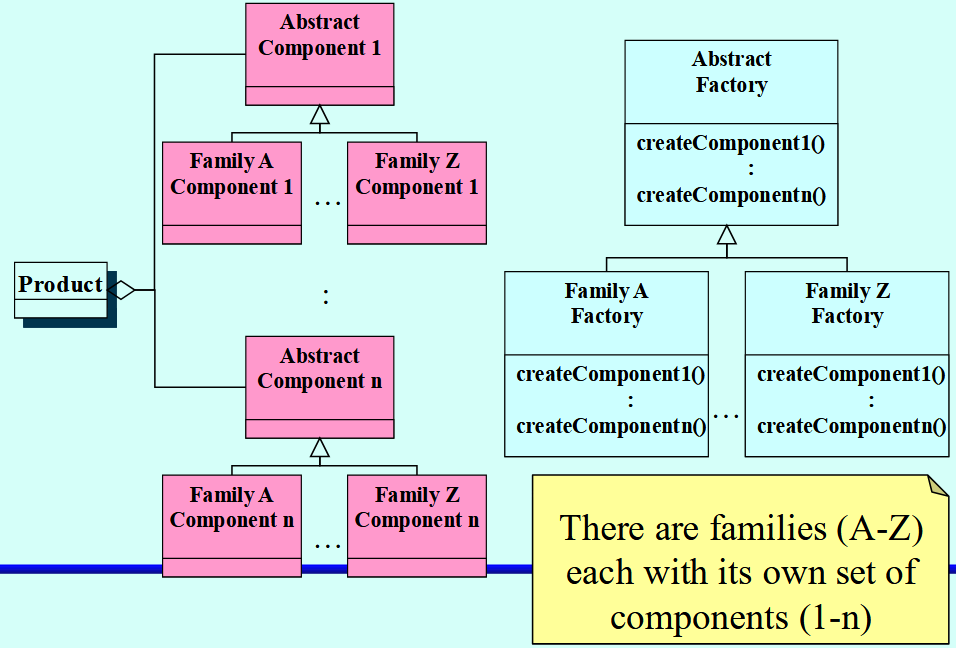 Abstract
Component 1
Family A
Component 1
...
Family Z
Component 1
Product
:
Abstract
Component n
Family A
Component n
...
Family Z
Component n
Abstract
Factory
createComponent1()
:
createComponentn()
Family A
Factory
createComponent1()
:
createComponentn()
...
Family Z
Factory
createComponent1()
:
createComponentn()
There are families (A-Z)
each with its own set of
components (1-n)